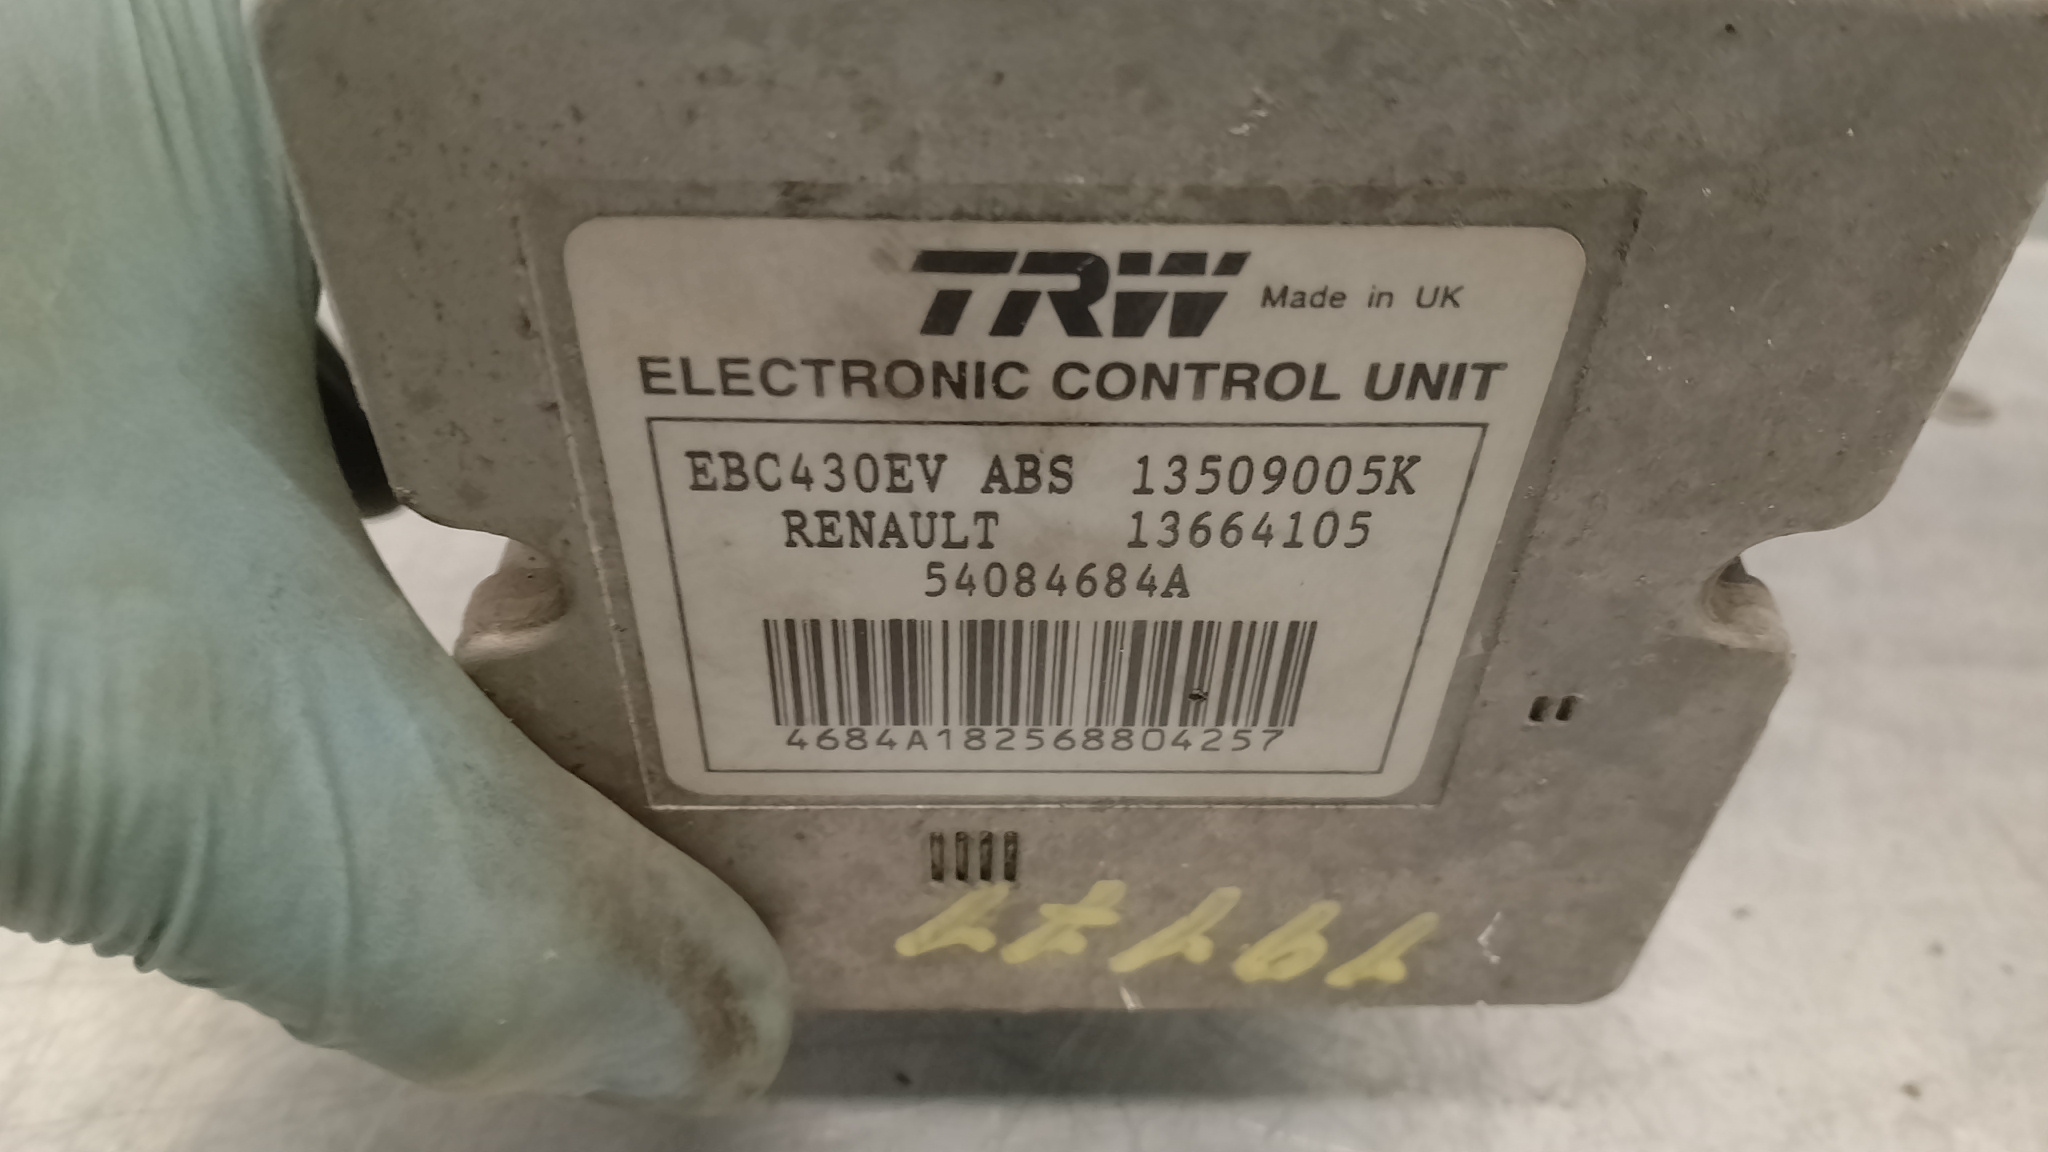 TRW Made in UK
ELECTRONIC CONTROL UNIT
EBC430EV ABS 13509005K
RENAULT 13664105
54084684A
4684A182568804257